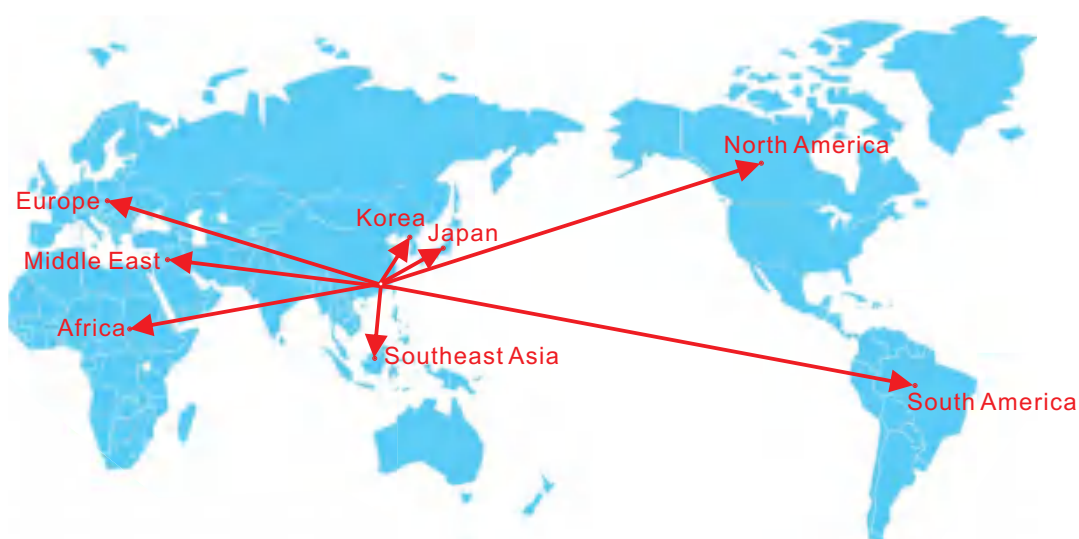 North America
Europe
Korea
Japan
Middle East
Africa
Southeast Asia
South America